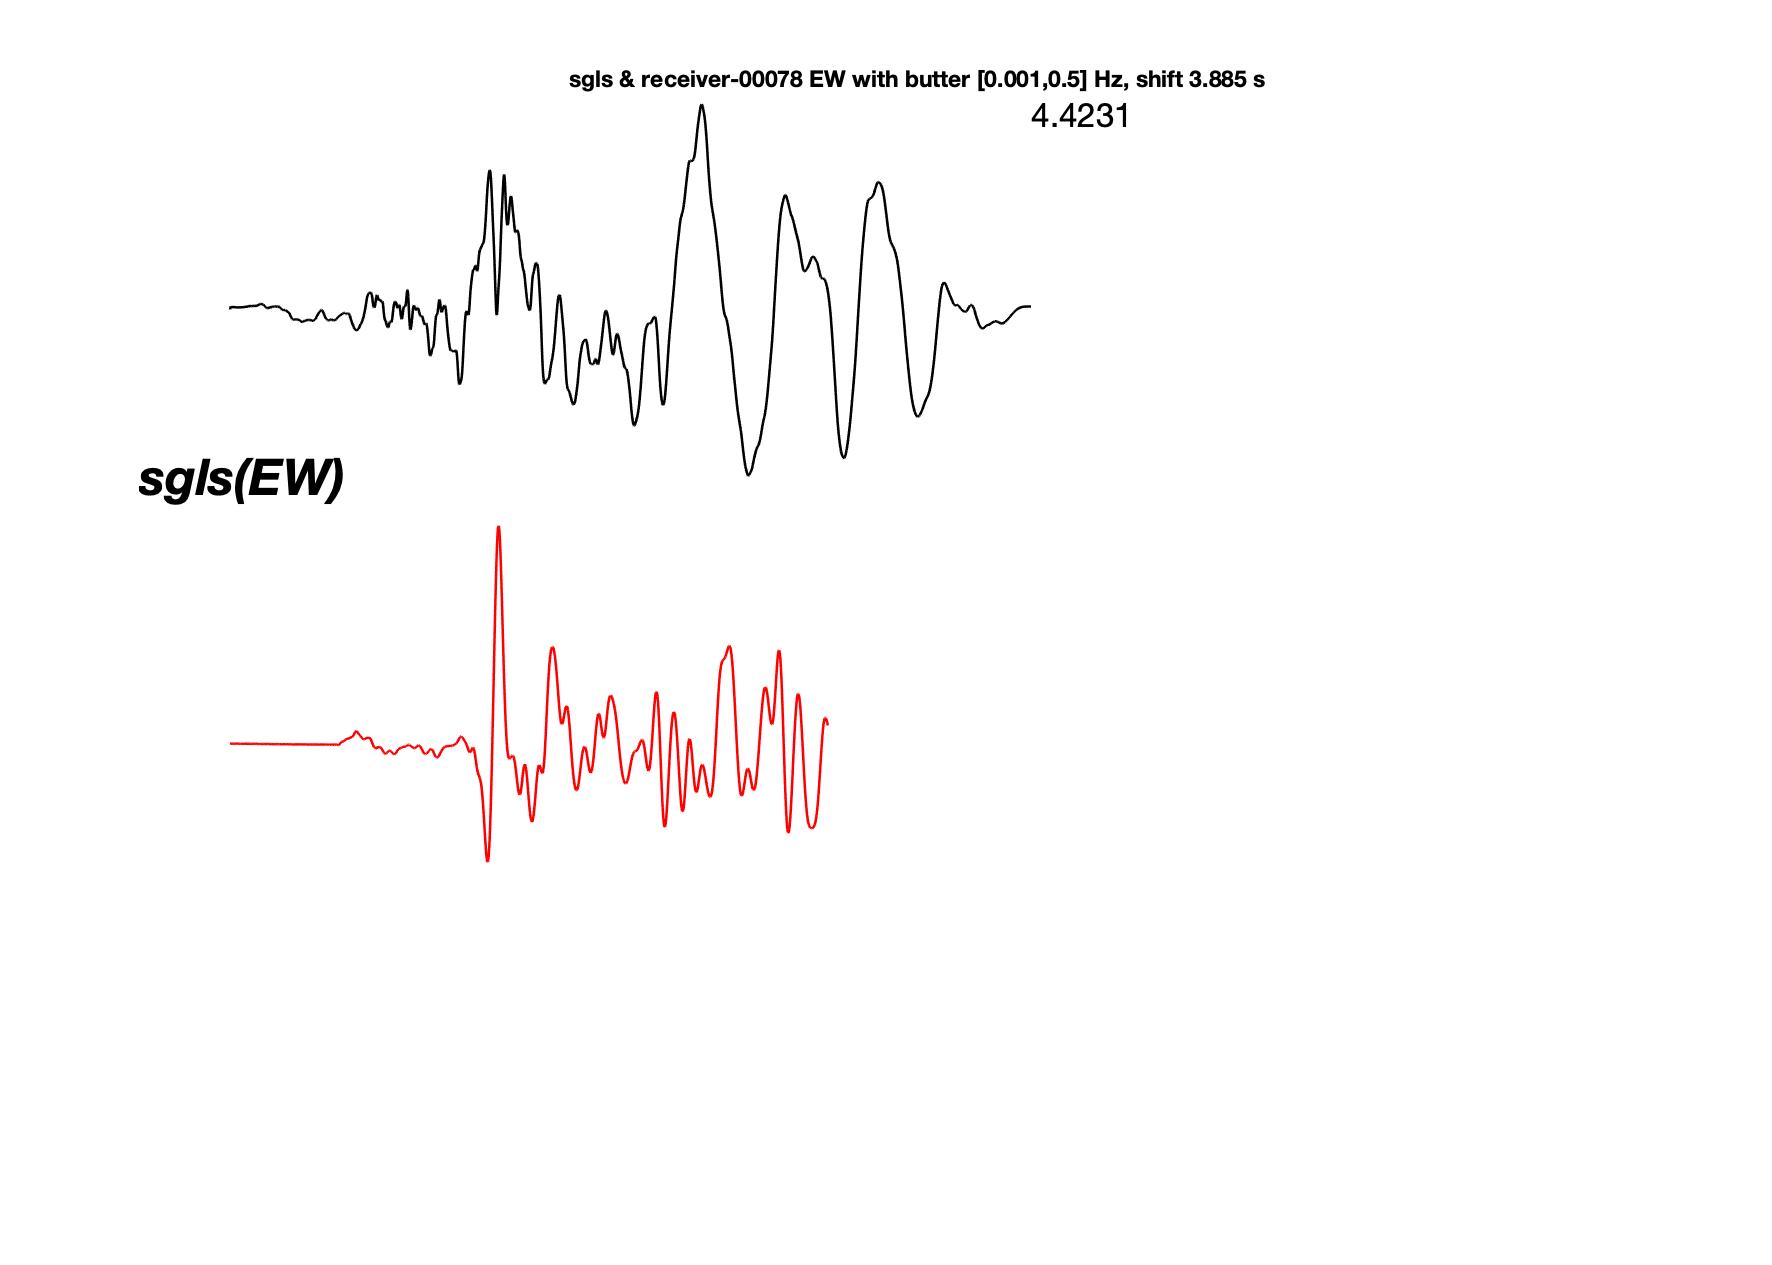 sgls & receiver-00078 EW with butter [0.001,0.5] Hz, shift 3.885 s
4.4231
sgls(EW)